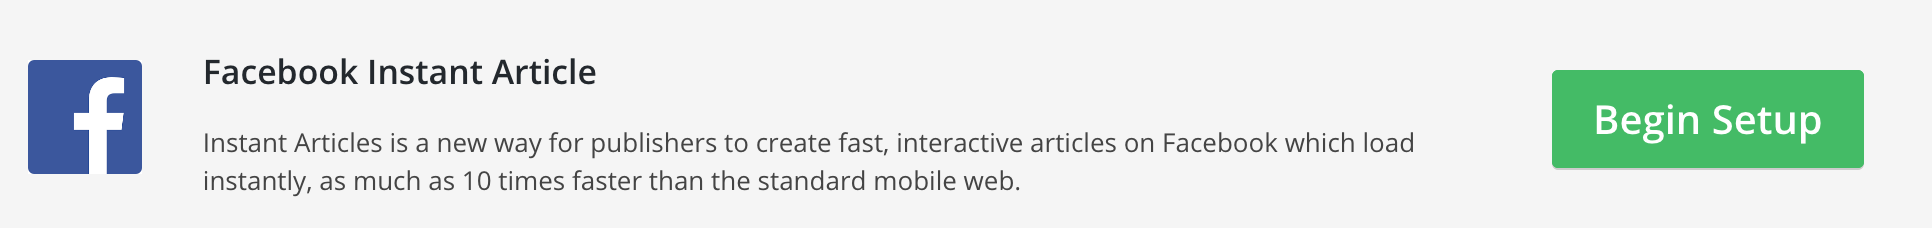 Facebook Instant Article
Instant Articles is a new way for publishers to create fast, interactive articles on Facebook which load
instantly, as much as 10 times faster than the standard mobile web.
Begin Setup